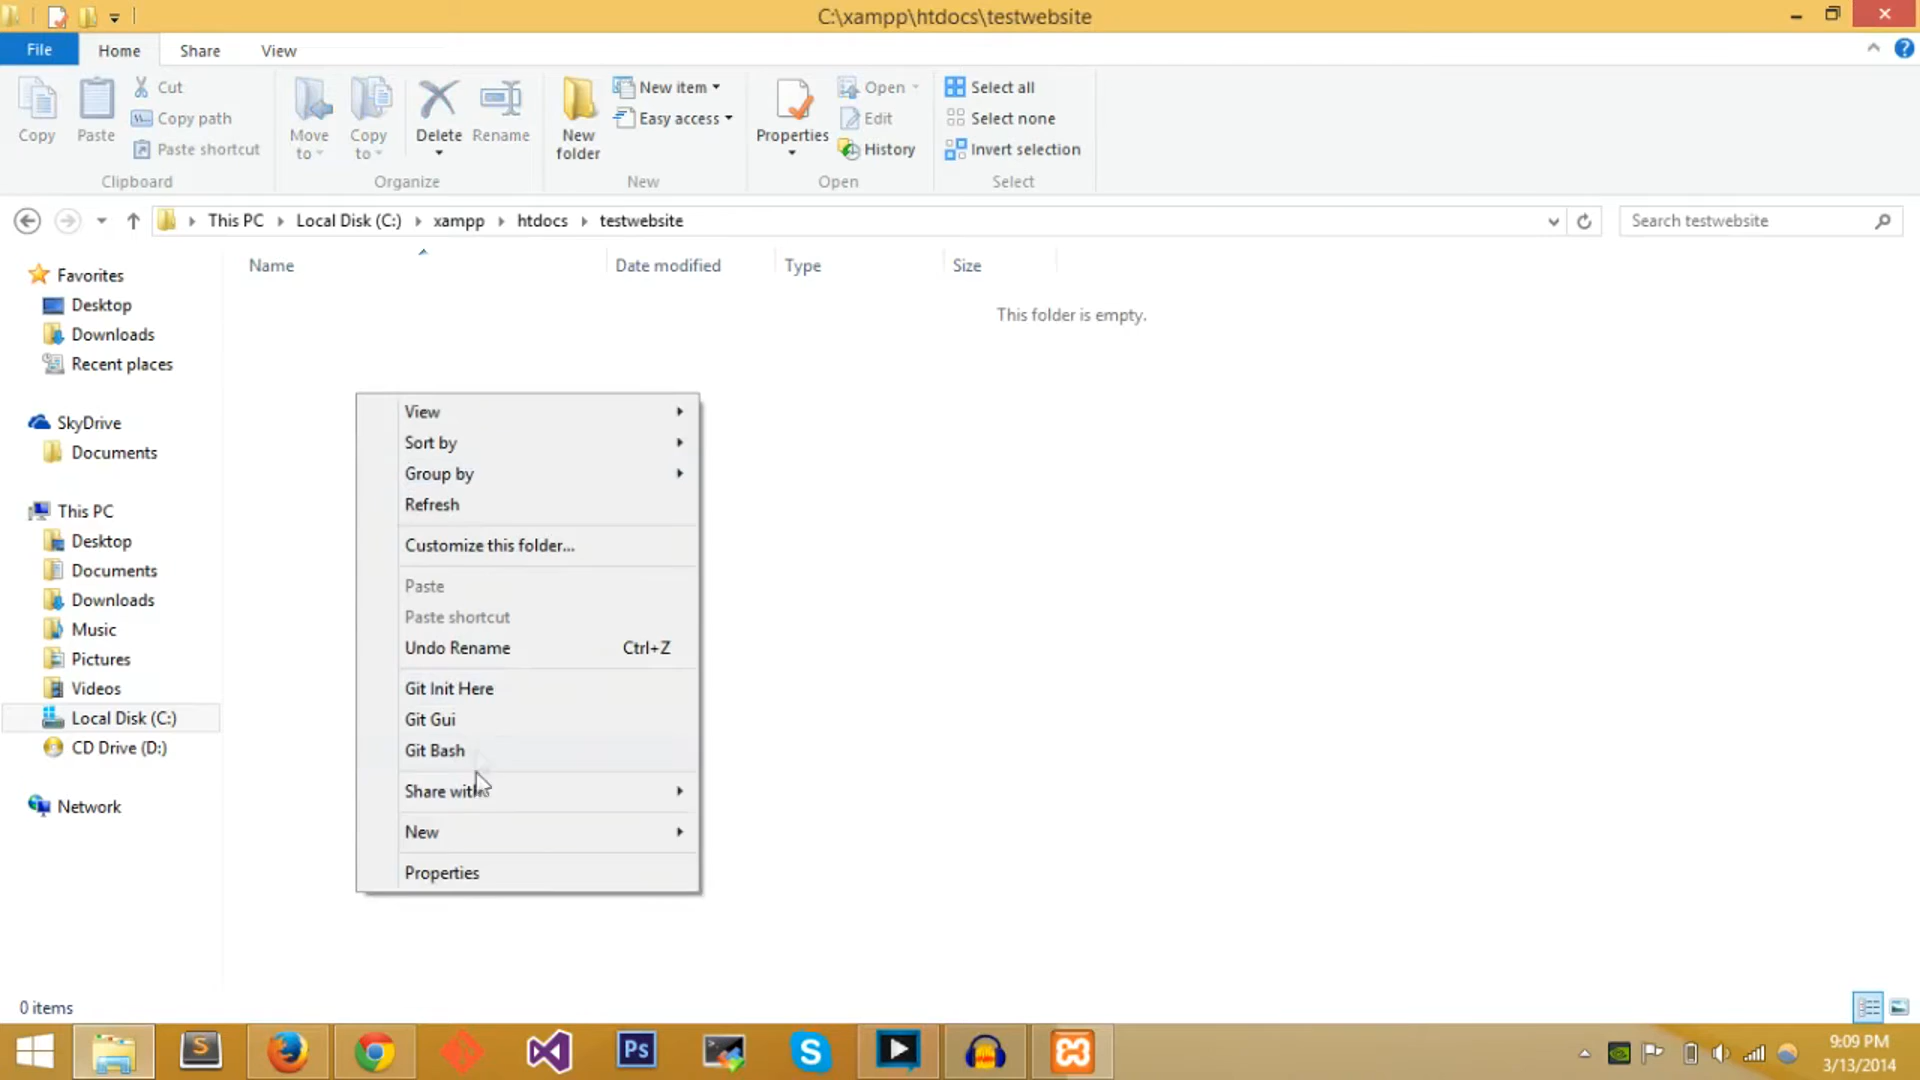 C:\xampp\htdocs\testwebsite
File Home Share View
Copy
Paste
Cut
Copy path
Paste shortcut
Clipboard
Move to
Copy to
Delete
Rename
Organize
New folder
New item
Easy access
New
Properties
Open
Edit
History
Open
Select all
Select none
Invert selection
Select
This PC Local Disk (C:) xampp htdocs testwebsite
Search testwebsite
Name Date modified Type Size
This folder is empty.
Favorites
Desktop
Downloads
Recent places
SkyDrive
Documents
This PC
Desktop
Documents
Downloads
Music
Pictures
Videos
Local Disk (C:)
CD Drive (D:)
Network
View
Sort by
Group by
Refresh
Customize this folder...
Paste
Paste shortcut
Undo Rename Ctrl+Z
Git Init Here
Git Gui
Git Bash
Share with
New
Properties
0 items
S
Ps
S
9:09 PM
3/13/2014